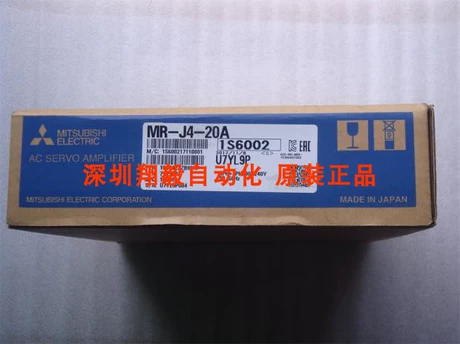 MITSUBISHI
ELECTRIC
AC SERVO AMPLIFIER
MR-J4-20A
1S6002
U7YL9P
深圳翔毅自动化 原装正品
MITSUBISHI ELECTRIC CORPORATION
MADE IN JAPAN